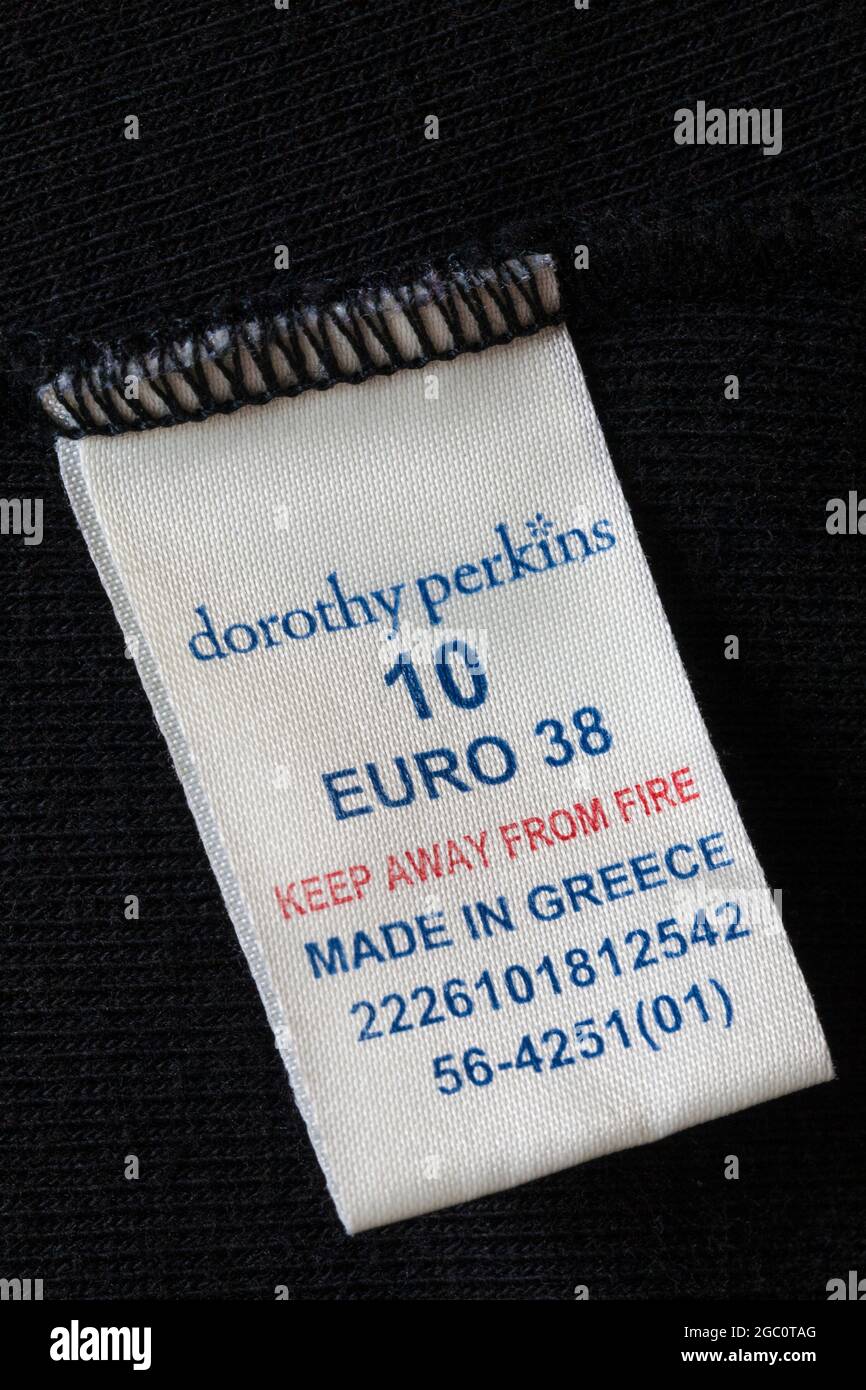 dorothy perkins
10
EURO 38
KEEP AWAY FROM FIRE
MADE IN GREECE
2226101812542
56-4251(01)
alamy
alamy
Image ID: 2GC0TAG
www.alamy.com